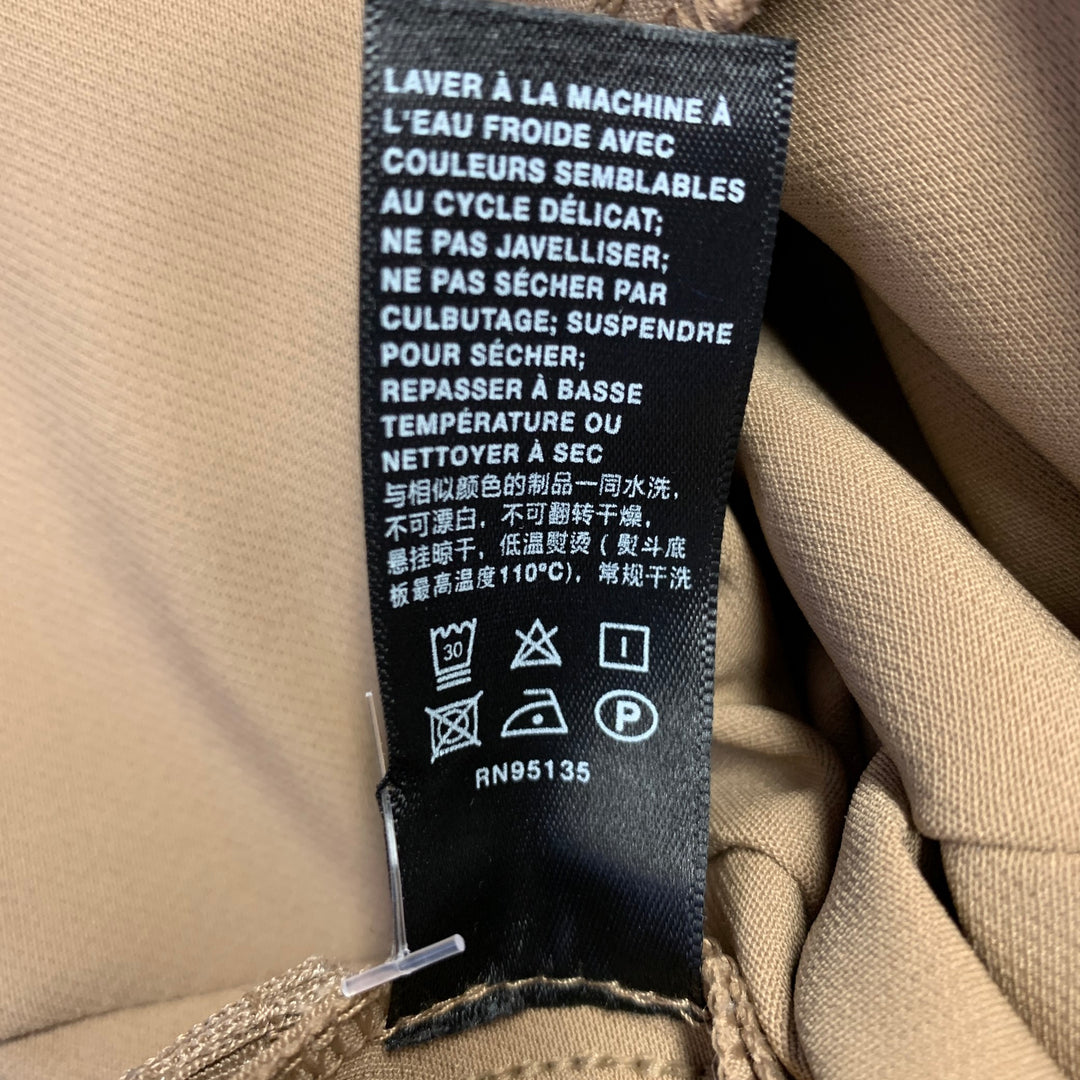 LAVER À LA MACHINE À
L'EAU FROIDE AVEC
COULEURS SEMBLABLES
AU CYCLE DÉLICAT;
NE PAS JAVELLISER;
NE PAS SÉCHER PAR
CULBUTAGE; SUSPENDRE
POUR SÉCHER;
REPASSER À BASSE
TEMPÉRATURE OU
NETTOYER À SEC
与相似颜色的制品一同水洗,
不可漂白, 不可翻转干燥,
悬挂晾干, 低温熨烫 ( 熨斗底
板最高温度110°C), 常规干洗
30
P
RN95135